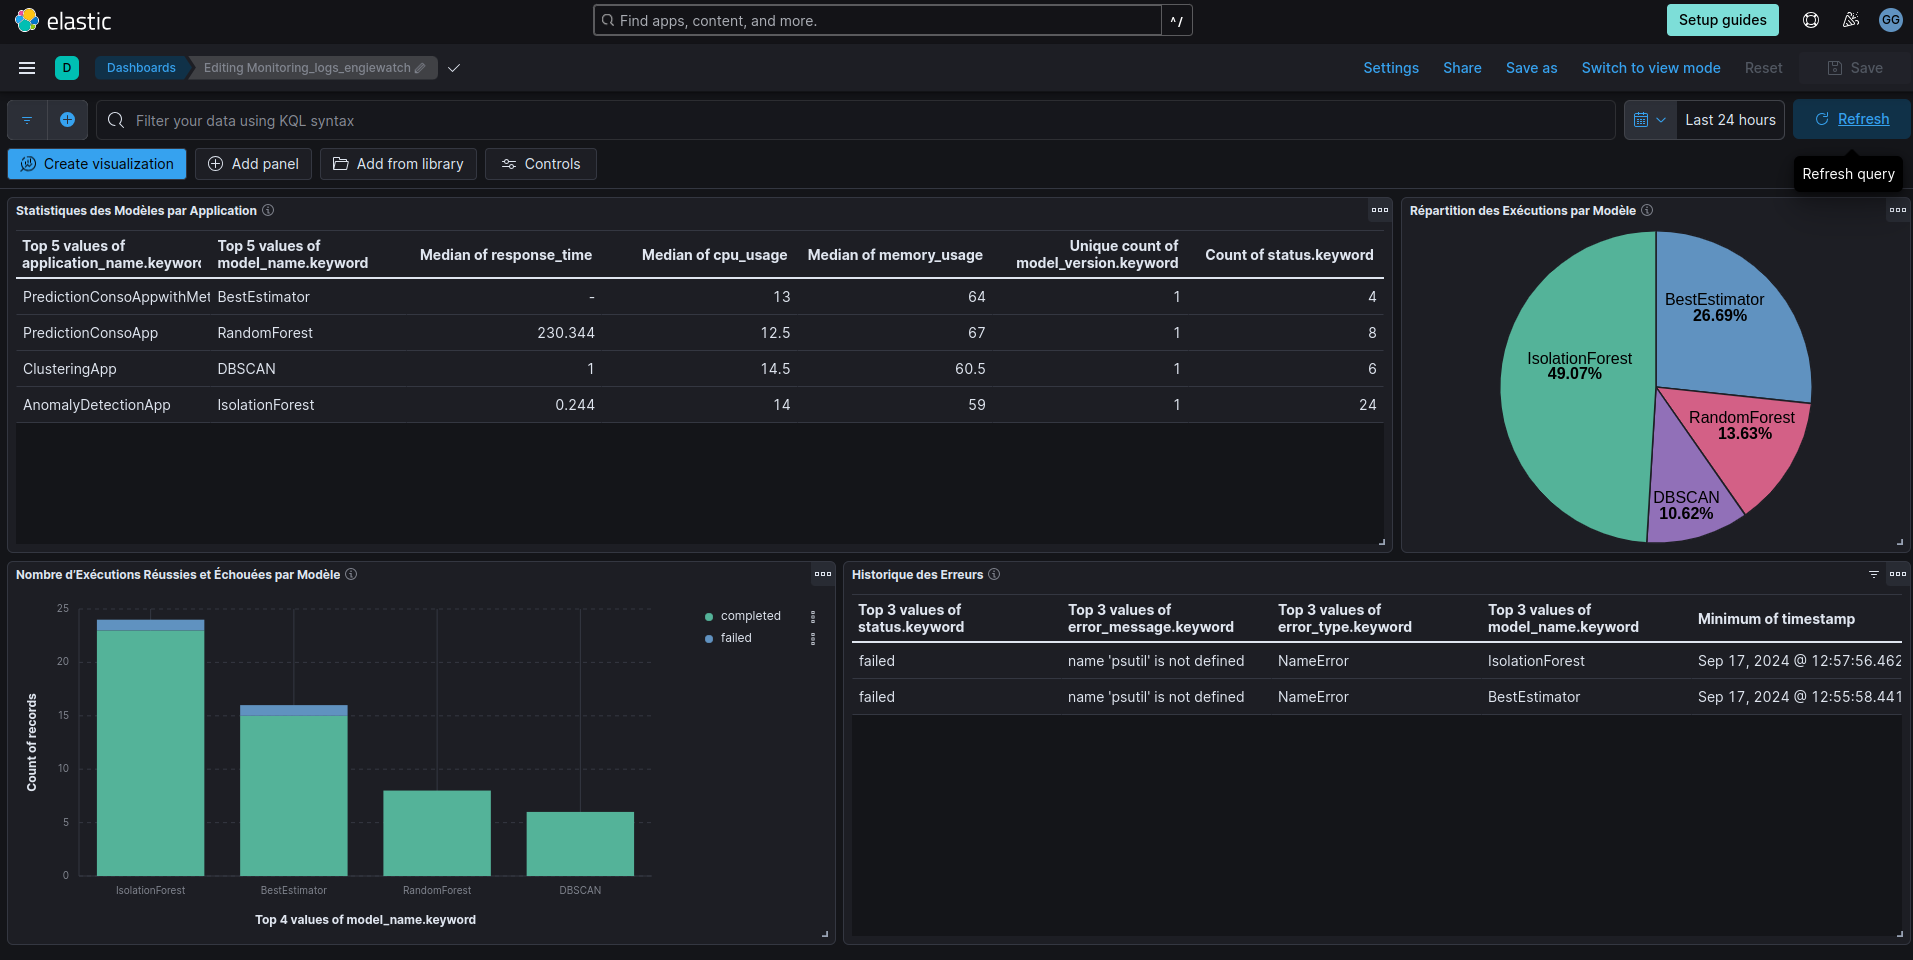 elastic
Find apps, content, and more.
^/
Setup guides
GG
D
Dashboards
Editing Monitoring_logs_engiewatch
Settings
Share
Save as
Switch to view mode
Reset
Save
Filter your data using KQL syntax
Last 24 hours
Refresh
Create visualization
Add panel
Add from library
Controls
Refresh query
Statistiques des Modèles par Application
Top 5 values of
application_name.keyword
Top 5 values of
model_name.keyword
Median of response_time
Median of cpu_usage
Median of memory_usage
Unique count of
model_version.keyword
Count of status.keyword
PredictionConsoAppwithMet BestEstimator - 13 64 1 4
PredictionConsoApp RandomForest 230.344 12.5 67 1 8
ClusteringApp DBSCAN 1 14.5 60.5 1 6
AnomalyDetectionApp IsolationForest 0.244 14 59 1 24
Répartition des Exécutions par Modèle
BestEstimator
26.69%
IsolationForest
49.07%
RandomForest
13.63%
DBSCAN
10.62%
Nombre d'Exécutions Réussies et Échouées par Modèle
25
20
15
10
5
0
Count of records
IsolationForest
BestEstimator
RandomForest
DBSCAN
Top 4 values of model_name.keyword
completed
failed
Historique des Erreurs
Top 3 values of
status.keyword
Top 3 values of
error_message.keyword
Top 3 values of
error_type.keyword
Top 3 values of
model_name.keyword
Minimum of timestamp
failed name 'psutil' is not defined NameError IsolationForest Sep 17, 2024 @ 12:57:56.462
failed name 'psutil' is not defined NameError BestEstimator Sep 17, 2024 @ 12:55:58.441